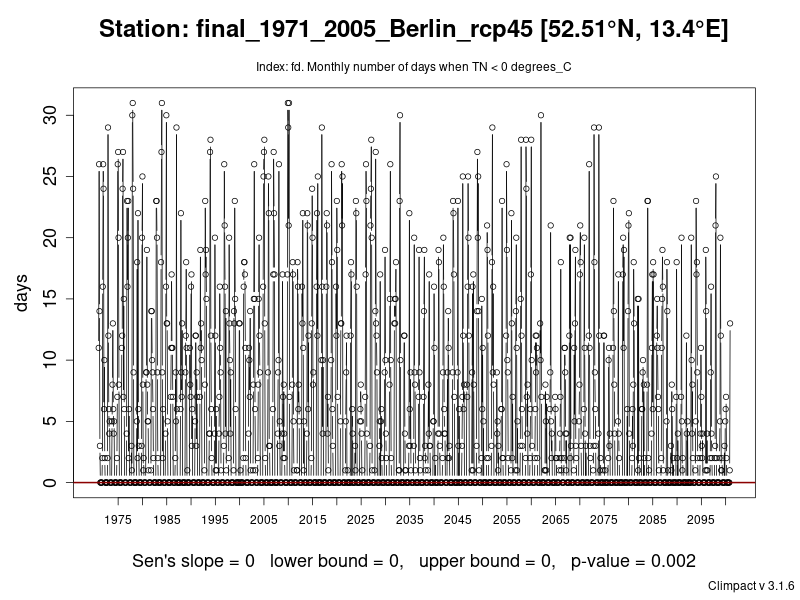 Station: final_1971_2005_Berlin_rcp45 [52.51°N, 13.4°E]
Index: fd. Monthly number of days when TN < 0 degrees_C
30
25
20
15
10
5
0
days
1975 1985 1995 2005 2015 2025 2035 2045 2055 2065 2075 2085 2095
Sen's slope = 0 lower bound = 0, upper bound = 0, p-value = 0.002
Climpact v 3.1.6